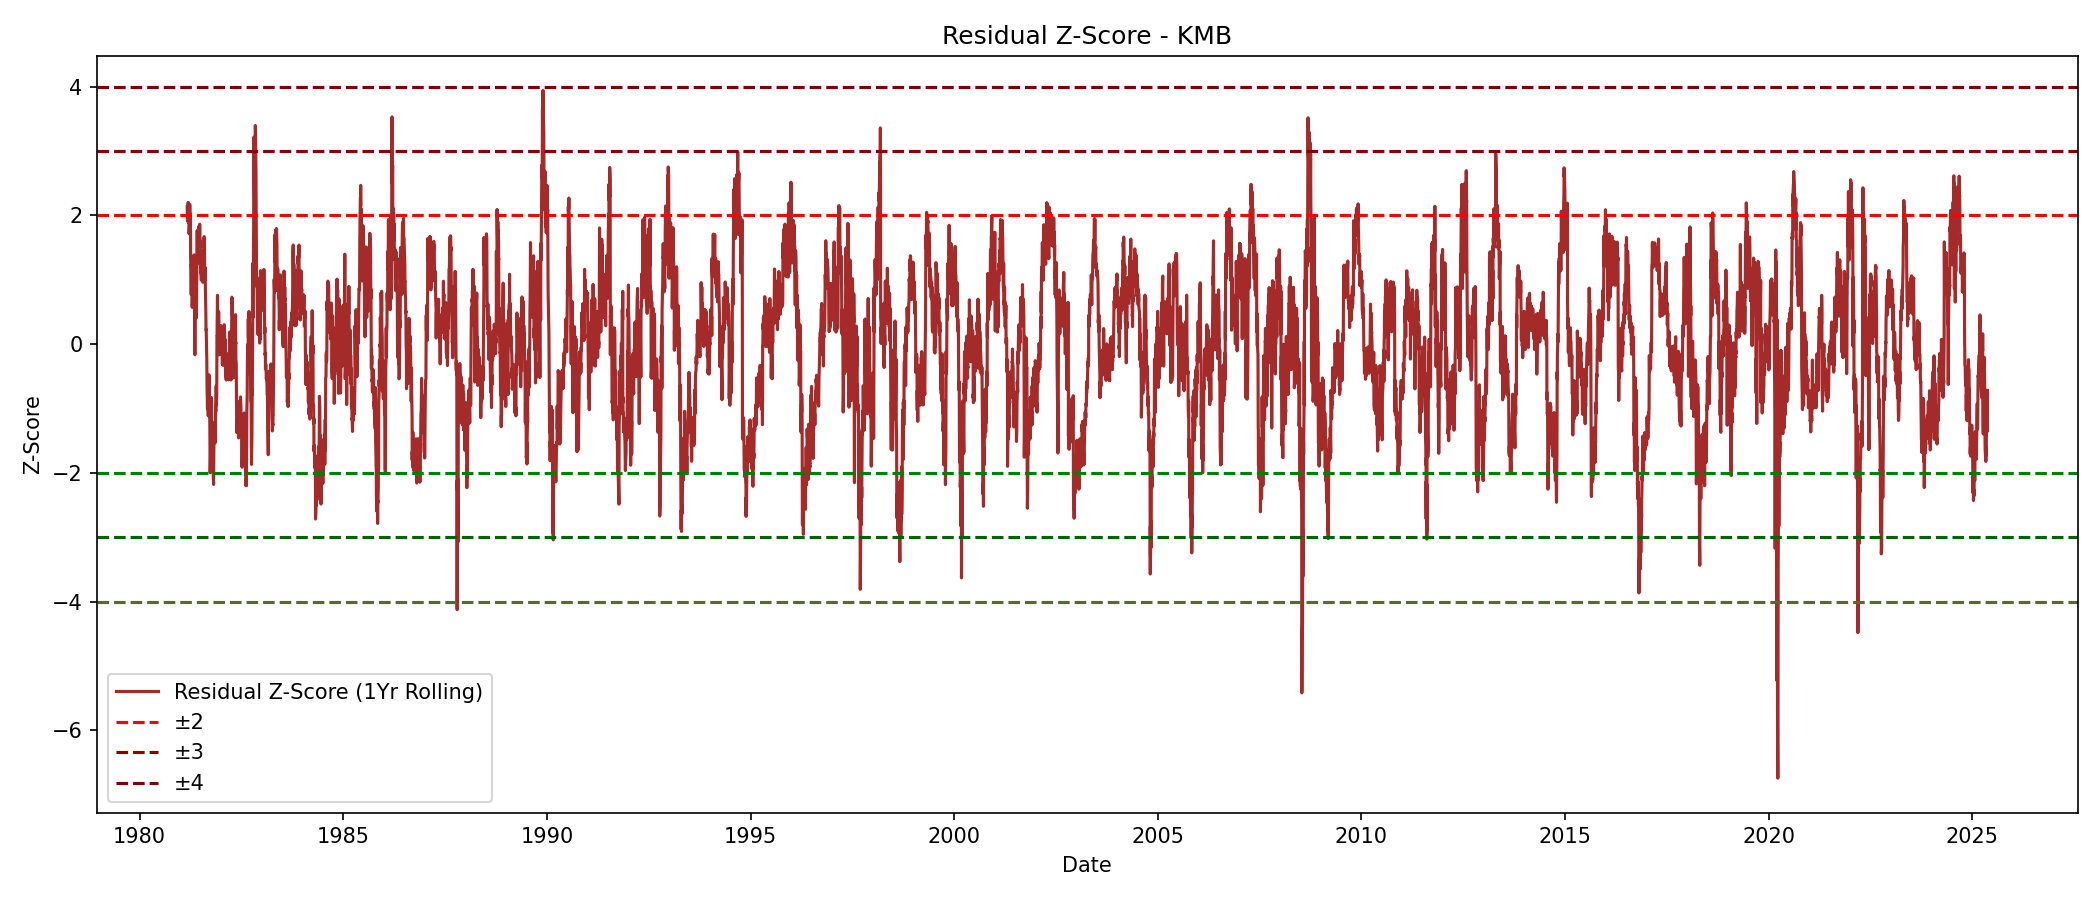 Residual Z-Score - KMB
Z-Score
4
2
0
−2
−4
−6
Residual Z-Score (1Yr Rolling)
±2
±3
±4
1980 1985 1990 1995 2000 2005 2010 2015 2020 2025
Date